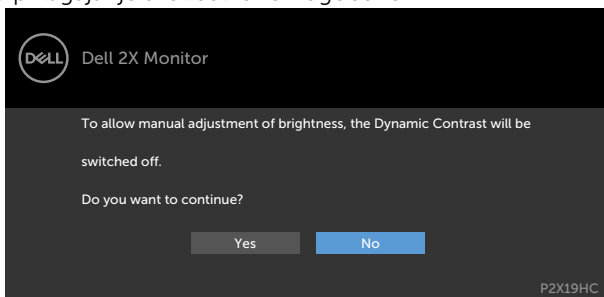 DELL
Dell 2X Monitor
To allow manual adjustment of brightness, the Dynamic Contrast will be
switched off.
Do you want to continue?
Yes
No
P2X19HC